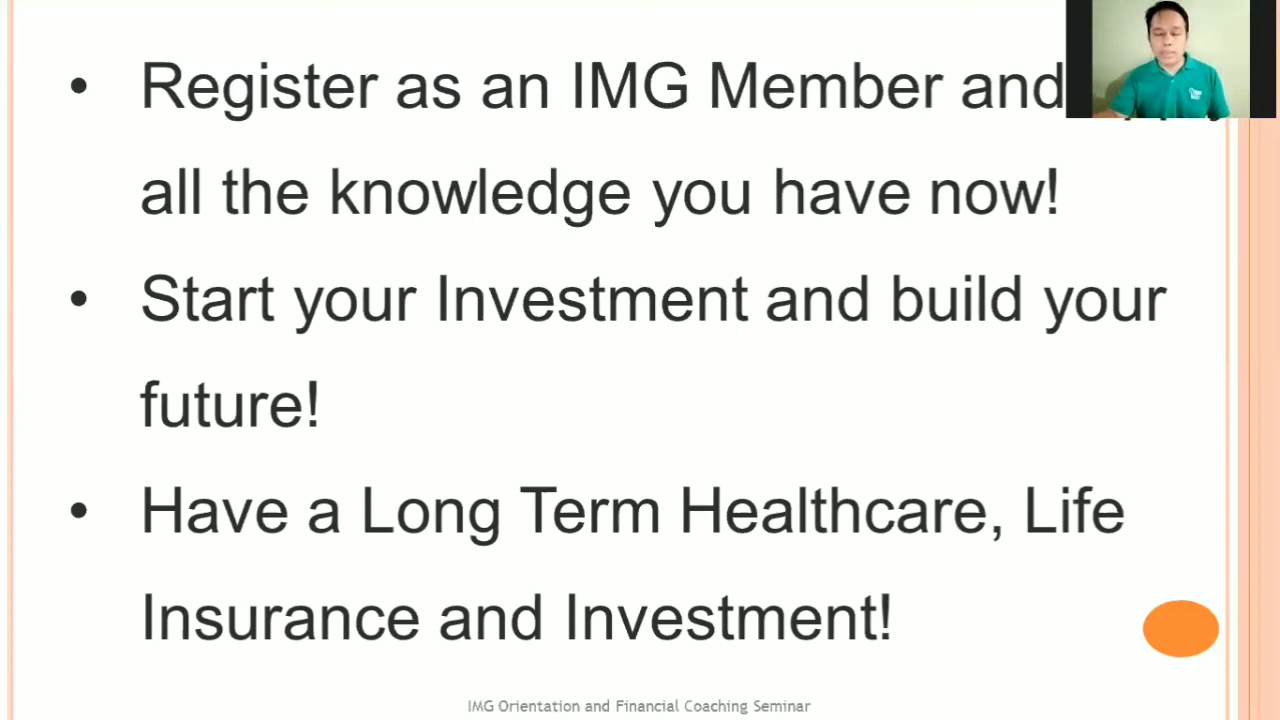 • Register as an IMG Member and
all the knowledge you have now!
• Start your Investment and build your
future!
• Have a Long Term Healthcare, Life
Insurance and Investment!
IMG Orientation and Financial Coaching Seminar